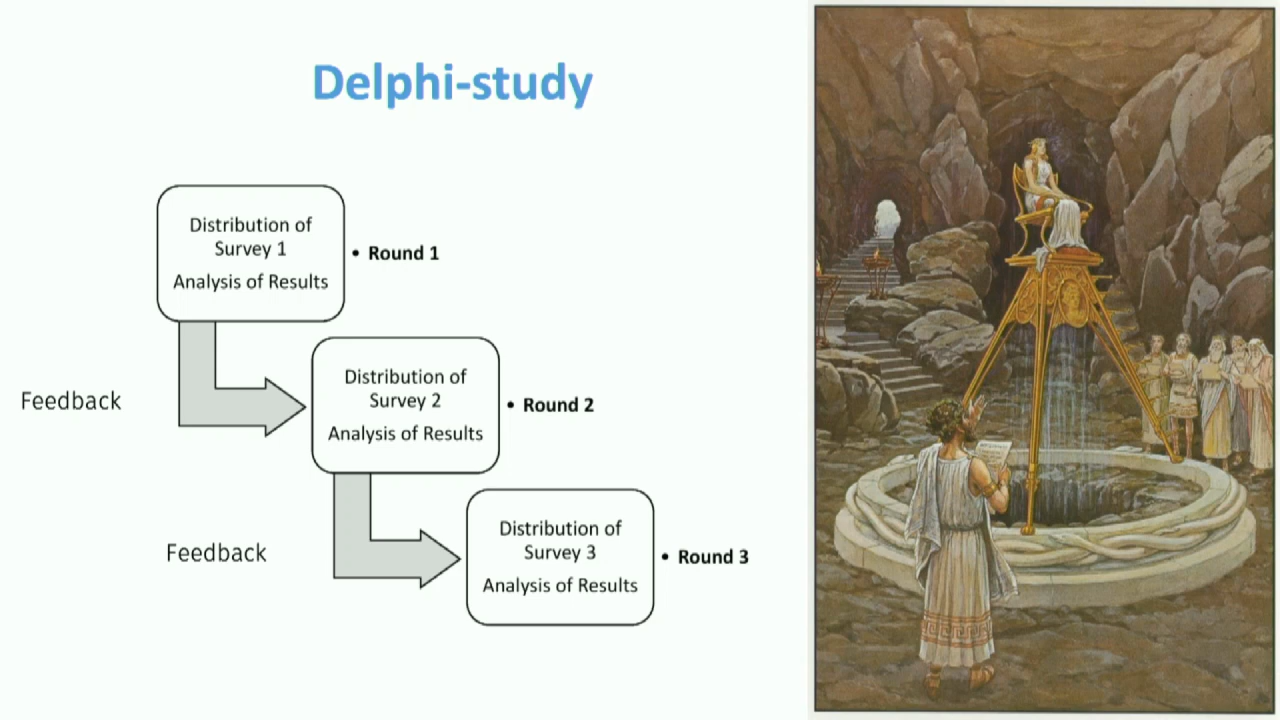 Delphi-study
Distribution of
Survey 1
Analysis of Results
• Round 1
Feedback
Distribution of
Survey 2
Analysis of Results
• Round 2
Feedback
Distribution of
Survey 3
Analysis of Results
• Round 3